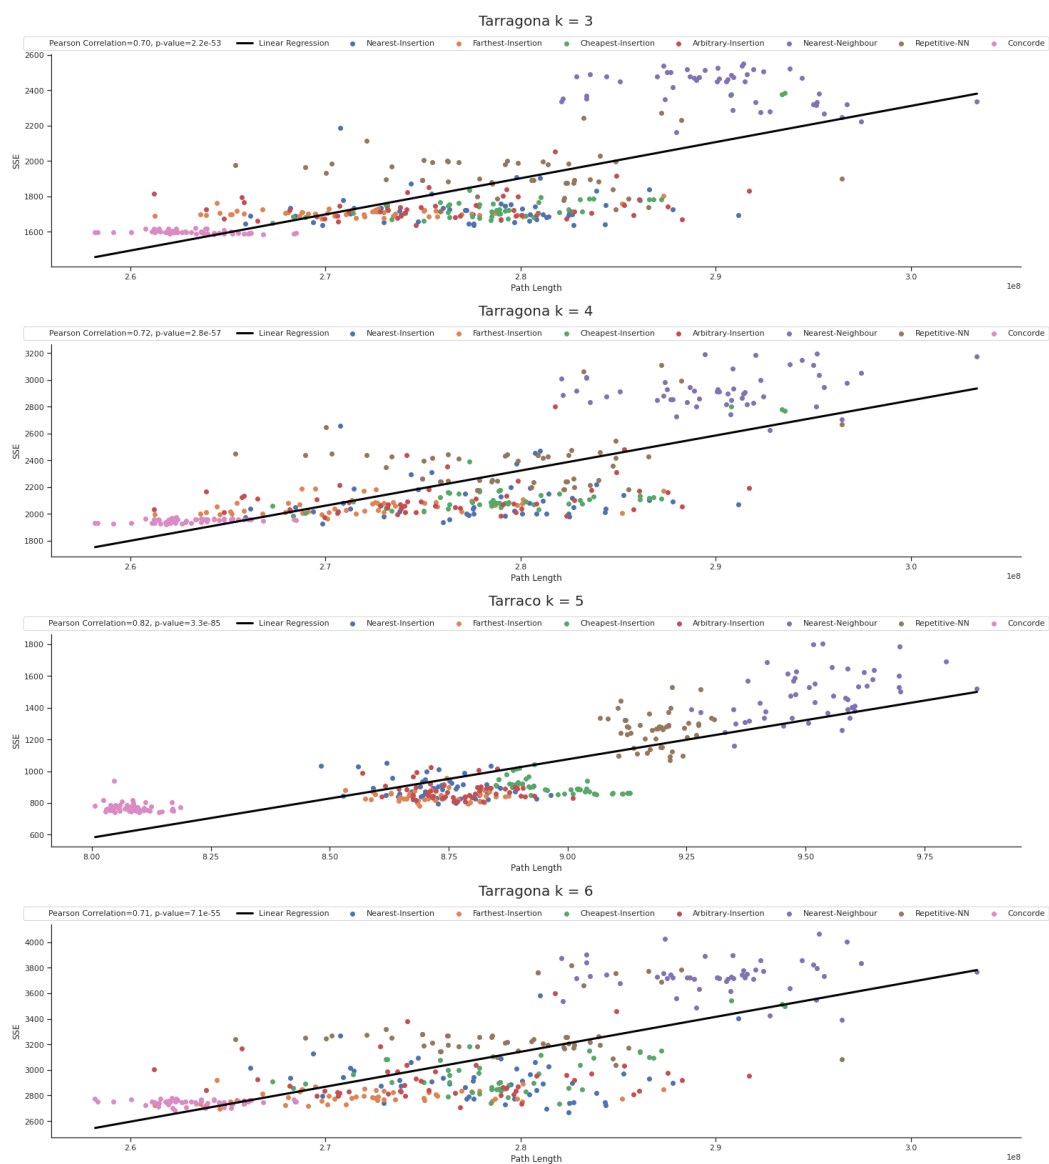 Tarragona k = 3
Pearson Correlation=0.70, p-value=2.2e-53 Linear Regression Nearest-Insertion Farthest-Insertion Cheapest-Insertion Arbitrary-Insertion Nearest-Neighbour Repetitive-NN Concorde
2600
2400
2200
SSE
2000
1800
1600
2.6 2.7 2.8 2.9 3.0
Path Length 1e8
Tarragona k = 4
Pearson Correlation=0.72, p-value=2.8e-57 Linear Regression Nearest-Insertion Farthest-Insertion Cheapest-Insertion Arbitrary-Insertion Nearest-Neighbour Repetitive-NN Concorde
3200
3000
2800
2600
SSE
2400
2200
2000
1800
2.6 2.7 2.8 2.9 3.0
Path Length 1e8
Tarraco k = 5
Pearson Correlation=0.82, p-value=3.3e-85 Linear Regression Nearest-Insertion Farthest-Insertion Cheapest-Insertion Arbitrary-Insertion Nearest-Neighbour Repetitive-NN Concorde
1800
1600
1400
1200
SSE
1000
800
600
8.00 8.25 8.50 8.75 9.00 9.25 9.50 9.75
Path Length
Tarragona k = 6
Pearson Correlation=0.71, p-value=7.1e-55 Linear Regression Nearest-Insertion Farthest-Insertion Cheapest-Insertion Arbitrary-Insertion Nearest-Neighbour Repetitive-NN Concorde
4000
3800
3600
3400
SSE
3200
3000
2800
2600
2.6 2.7 2.8 2.9 3.0
Path Length 1e8